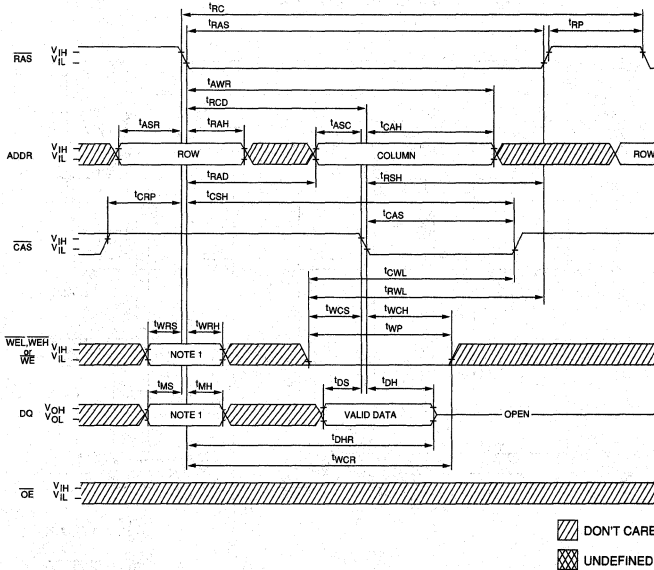 tRC
tRAS
tRP
RAS VIH VIL
tAWR
tRCD
tASR tRAH tASC tCAH
ADDR VIH VIL ROW COLUMN ROW
tRAD tRSH
tCRP tCSH
tCAS
CAS VIH VIL
tCWL
tRWL
tWCS tWCH
tWRS tWRH tWP
WEL,WEH or WE VIH VIL NOTE 1
tMS tMH tDS tDH
DQ VOH VOL NOTE 1 VALID DATA OPEN
tDHR
tWCR
OE VIH VIL
DON'T CARE
UNDEFINED